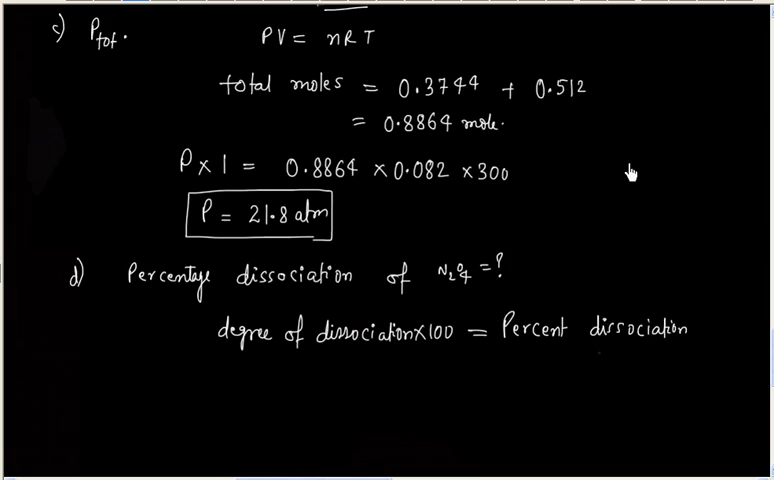 c) Ptot. PV = nRT
total moles = 0.3744 + 0.512
= 0.8864 mole.
P x 1 = 0.8864 x 0.082 x 300
P = 21.8 atm
d) Percentage dissociation of N2O4 = ?
degree of dissociation x 100 = Percent dissociation